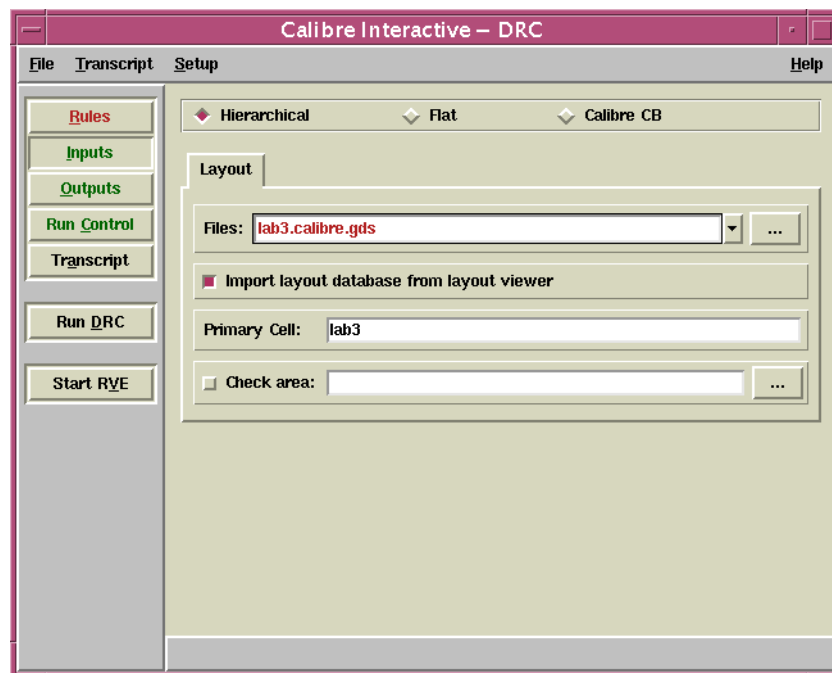 Calibre Interactive – DRC
File Transcript Setup Help
Rules
Inputs
Outputs
Run Control
Transcript
Run DRC
Start RVE
Hierarchical Flat Calibre CB
Layout
Files: lab3.calibre.gds ...
Import layout database from layout viewer
Primary Cell: lab3
Check area: ...